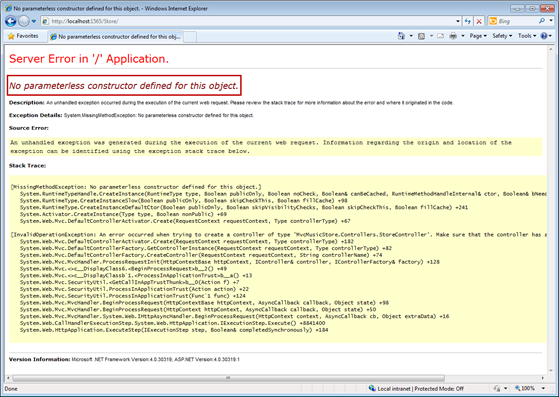 No parameterless constructor defined for this object. - Windows Internet Explorer
http://localhost:1365/Store/
Bing
Favorites
No parameterless constructor defined for this obj...
Page
Safety
Tools
Server Error in '/' Application.
No parameterless constructor defined for this object.
Description: An unhandled exception occurred during the execution of the current web request. Please review the stack trace for more information about the error and where it originated in the code.
Exception Details: System.MissingMethodException: No parameterless constructor defined for this object.
Source Error:
An unhandled exception was generated during the execution of the current web request. Information regarding the origin and location of the
exception can be identified using the exception stack trace below.
Stack Trace:
[MissingMethodException: No parameterless constructor defined for this object.]
System.RuntimeTypeHandle.CreateInstance(RuntimeType type, Boolean publicOnly, Boolean noCheck, Boolean& canBeCached, RuntimeMethodHandleInternal& ctor, Boolean& bNeed
System.RuntimeType.CreateInstanceSlow(Boolean publicOnly, Boolean skipCheckThis, Boolean fillCache) +98
System.RuntimeType.CreateInstanceDefaultCtor(Boolean publicOnly, Boolean skipVisibilityChecks, Boolean skipCheckThis, Boolean fillCache) +241
System.Activator.CreateInstance(Type type, Boolean nonPublic) +69
System.Web.Mvc.DefaultControllerActivator.Create(RequestContext requestContext, Type controllerType) +67
[InvalidOperationException: An error occurred when trying to create a controller of type 'MvcMusicStore.Controllers.StoreController'. Make sure that the controller has a
System.Web.Mvc.DefaultControllerActivator.Create(RequestContext requestContext, Type controllerType) +182
System.Web.Mvc.DefaultControllerFactory.GetControllerInstance(RequestContext requestContext, Type controllerType) +82
System.Web.Mvc.DefaultControllerFactory.CreateController(RequestContext requestContext, String controllerName) +74
System.Web.Mvc.MvcHandler.ProcessRequestInit(HttpContextBase httpContext, IController& controller, IControllerFactory& factory) +128
System.Web.Mvc.<>c__DisplayClass6.<BeginProcessRequest>b__2() +49
System.Web.Mvc.<>c__DisplayClassb`1.<ProcessInApplicationTrust>b__a() +13
System.Web.Mvc.SecurityUtil.<GetCallInAppTrustThunk>b__0(Action f) +7
System.Web.Mvc.SecurityUtil.ProcessInApplicationTrust(Action action) +22
System.Web.Mvc.SecurityUtil.ProcessInApplicationTrust(Func`1 func) +124
System.Web.Mvc.MvcHandler.BeginProcessRequest(HttpContextBase httpContext, AsyncCallback callback, Object state) +98
System.Web.Mvc.MvcHandler.BeginProcessRequest(HttpContext httpContext, AsyncCallback callback, Object state) +50
System.Web.Mvc.MvcHandler.System.Web.IHttpAsyncHandler.BeginProcessRequest(HttpContext context, AsyncCallback cb, Object extraData) +16
System.Web.CallHandlerExecutionStep.System.Web.HttpApplication.IExecutionStep.Execute() +8841400
System.Web.HttpApplication.ExecuteStep(IExecutionStep step, Boolean& completedSynchronously) +184
Version Information: Microsoft .NET Framework Version:4.0.30319; ASP.NET Version:4.0.30319.1
Done
Local intranet | Protected Mode: Off
100%